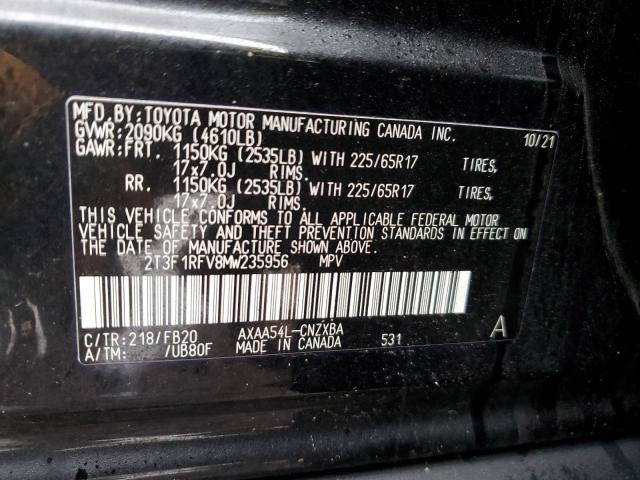 MFD.BY:TOYOTA MOTOR MANUFACTURING CANADA INC. 10/21
GVWR:2090KG (4610LB)
GAWR:FRT. 1150KG (2535LB) WITH 225/65R17 TIRES,
17x7.0J RIMS.
RR. 1150KG (2535LB) WITH 225/65R17 TIRES,
17x7.0J RIMS.
THIS VEHICLE CONFORMS TO ALL APPLICABLE FEDERAL MOTOR
VEHICLE SAFETY AND THEFT PREVENTION STANDARDS IN EFFECT ON
THE DATE OF MANUFACTURE SHOWN ABOVE.
2T3F1RFV8MW235956 MPV
C/TR:218/FB20 AXAA54L-CNZXBA A
A/TM: /UB80F MADE IN CANADA 531